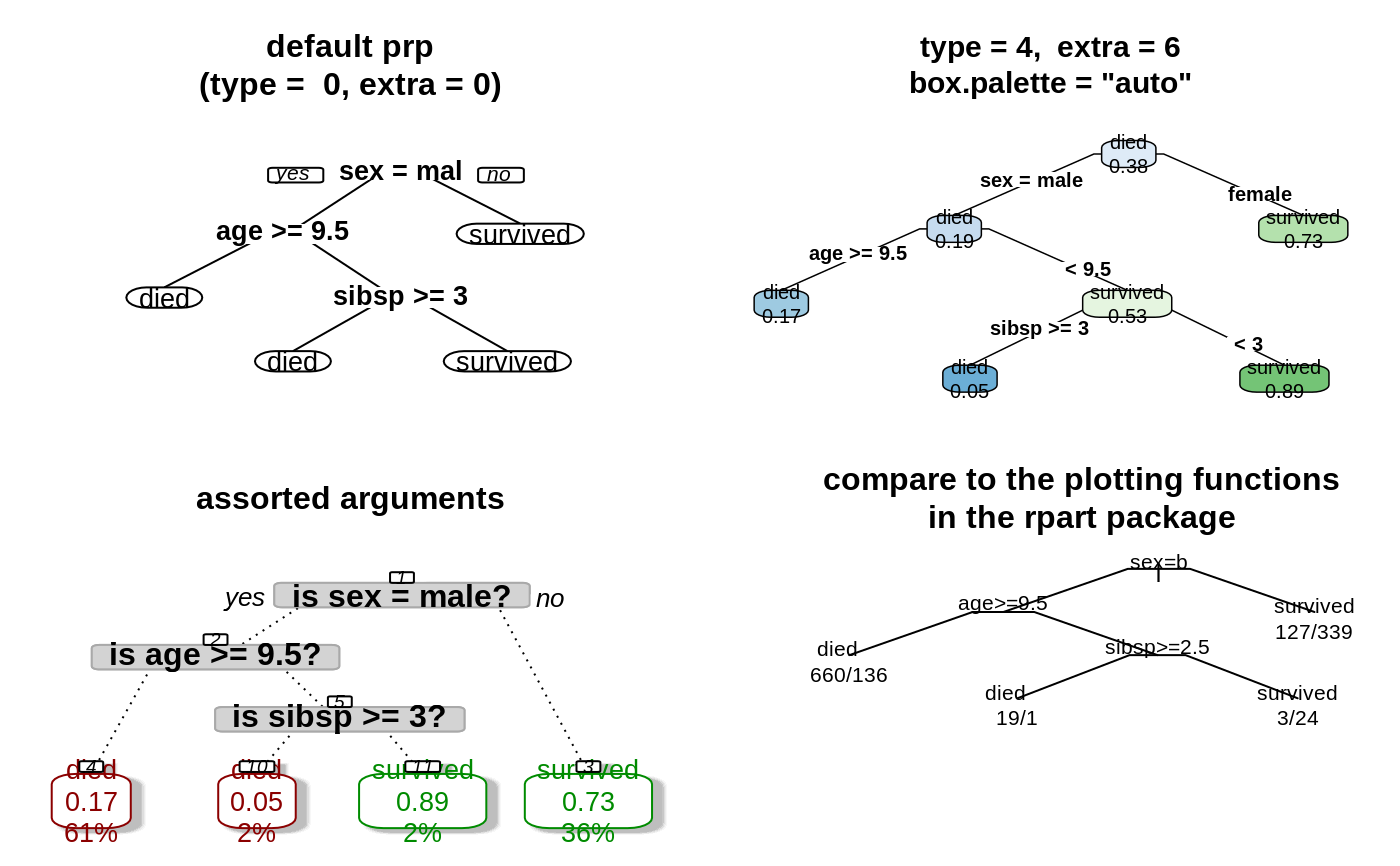 default prp
(type =  0, extra = 0)
yes
sex = mal
no
age >= 9.5
survived
died
sibsp >= 3
died
survived
type = 4,  extra = 6
box.palette = "auto"
died
0.38
sex = male
female
died
0.19
survived
0.73
age >= 9.5
< 9.5
died
0.17
survived
0.53
sibsp >= 3
< 3
died
0.05
survived
0.89
assorted arguments
1
yes
is sex = male?
no
2
is age >= 9.5?
5
is sibsp >= 3?
4
died
0.17
61%
10
died
0.05
2%
11
survived
0.89
2%
3
survived
0.73
36%
compare to the plotting functions
in the rpart package
sex=b
age>=9.5
survived
127/339
died
660/136
sibsp>=2.5
died
19/1
survived
3/24